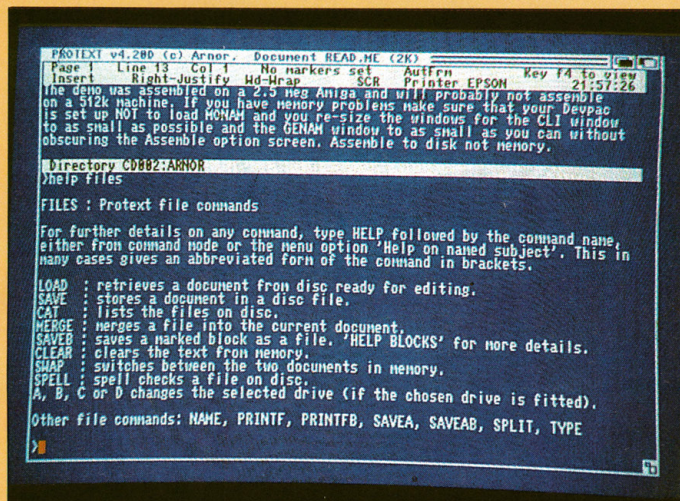 PROTEXT v4.20D (c) Arnor. Document READ.ME (2K)
Page 1 Line 13 Col 1 No markers set Autfrm Key f4 to view
Insert Right-Justify Wd-Wrap SCR Printer EPSON 21:57:26
The demo was assembled on a 2.5 meg Amiga and will probably not assemble
on a 512k machine. If you have memory problems make sure that your Devpac
is set up NOT to load MONAM and you re-size the windows for the CLI window
to as small as possible and the GENAM window to as small as you can without
obscuring the Assemble option screen. Assemble to disk not memory.
Directory CD002:ARNOR
>help files
FILES : Protext file commands
For further details on any command, type HELP followed by the command name,
either from command mode or the menu option 'Help on named subject'. This in
many cases gives an abbreviated form of the command in brackets.
LOAD : retrieves a document from disc ready for editing.
SAVE : stores a document in a disc file.
CAT : lists the files on disc.
MERGE : merges a file into the current document.
SAVEB : saves a marked block as a file. 'HELP BLOCKS' for more details.
CLEAR : clears the text from memory.
SWAP : switches between the two documents in memory.
SPELL : spell checks a file on disc.
A, B, C or D changes the selected drive (if the chosen drive is fitted).
Other file commands: NAME, PRINTF, PRINTFB, SAVEA, SAVEAB, SPLIT, TYPE
>